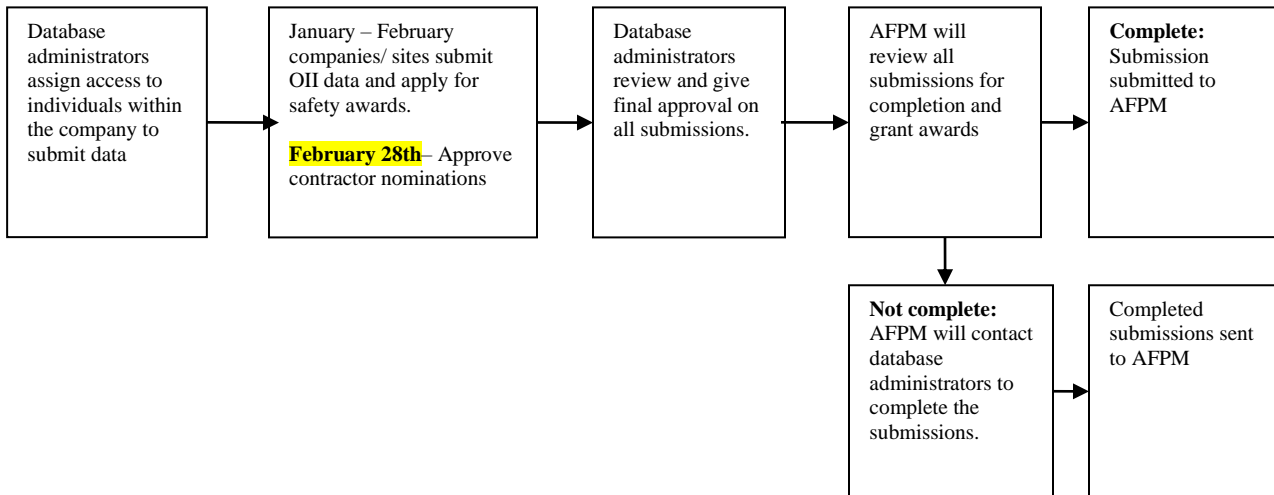 Database
administrators
assign access to
individuals within
the company to
submit data
January – February
companies/ sites submit
OII data and apply for
safety awards.
February 28th– Approve
contractor nominations
Database
administrators
review and give
final approval on
all submissions.
AFPM will
review all
submissions for
completion and
grant awards
Complete:
Submission
submitted to
AFPM
Not complete:
AFPM will contact
database
administrators to
complete the
submissions.
Completed
submissions sent
to AFPM